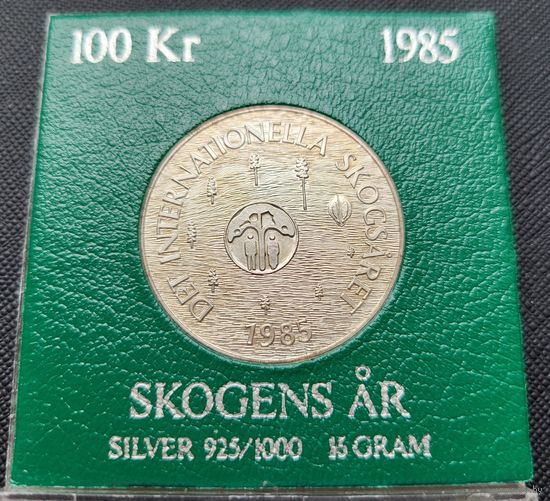 100 Kr 1985
DET INTERNATIONELLA SKOGSÅRET
1985
SKOGENS ÅR
SILVER 925/1000 16 GRAM